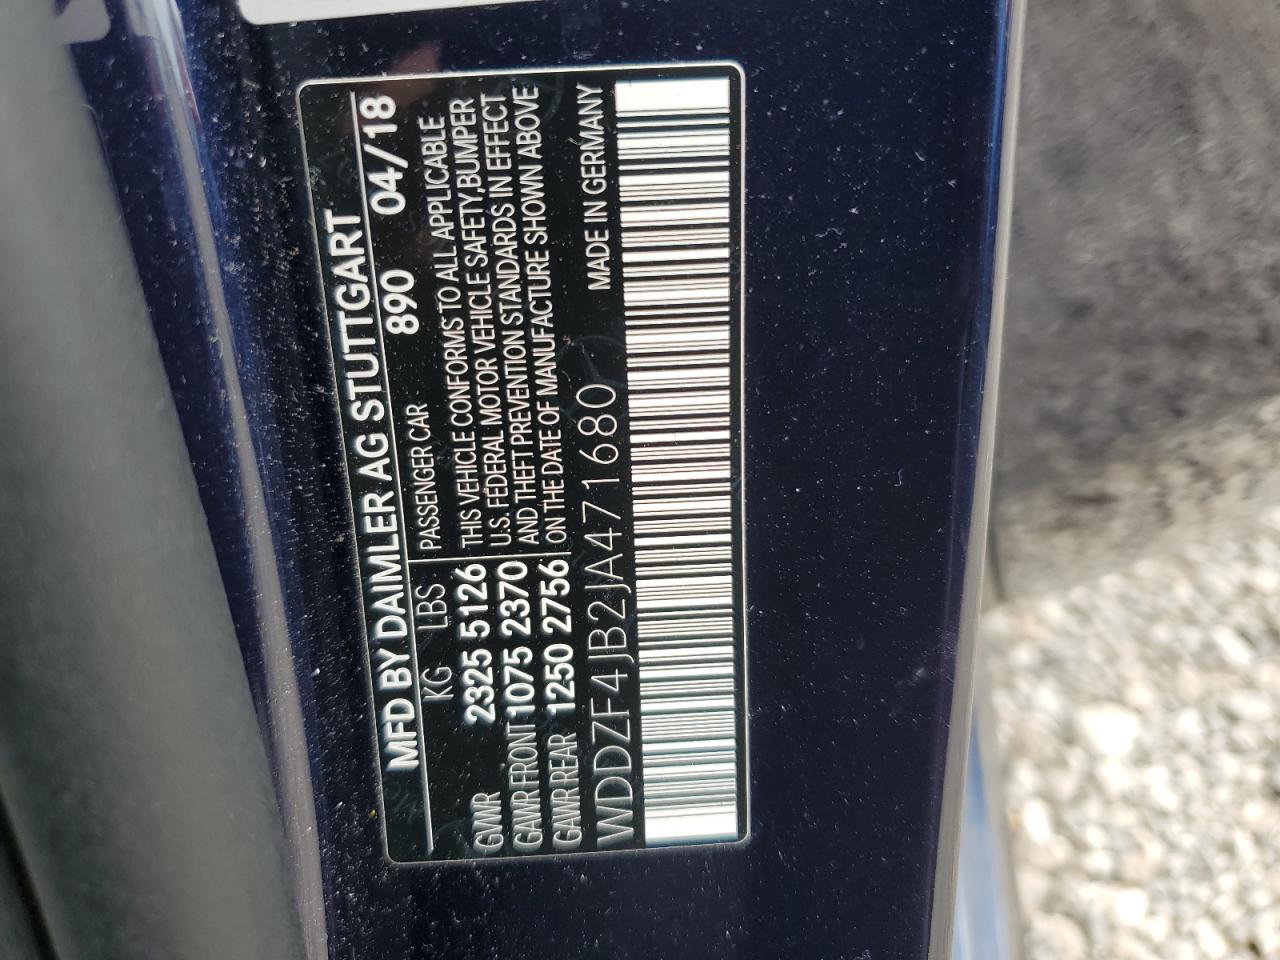 MFD BY DAIMLER AG STUTTGART
890 04/18
KG LBS PASSENGER CAR
GVWR 2325 5126
GAWR FRONT 1075 2370
GAWR REAR 1250 2756
THIS VEHICLE CONFORMS TO ALL APPLICABLE
U.S. FEDERAL MOTOR VEHICLE SAFETY,BUMPER
AND THEFT PREVENTION STANDARDS IN EFFECT
ON THE DATE OF MANUFACTURE SHOWN ABOVE
WDDZF4JB2JA471680 MADE IN GERMANY